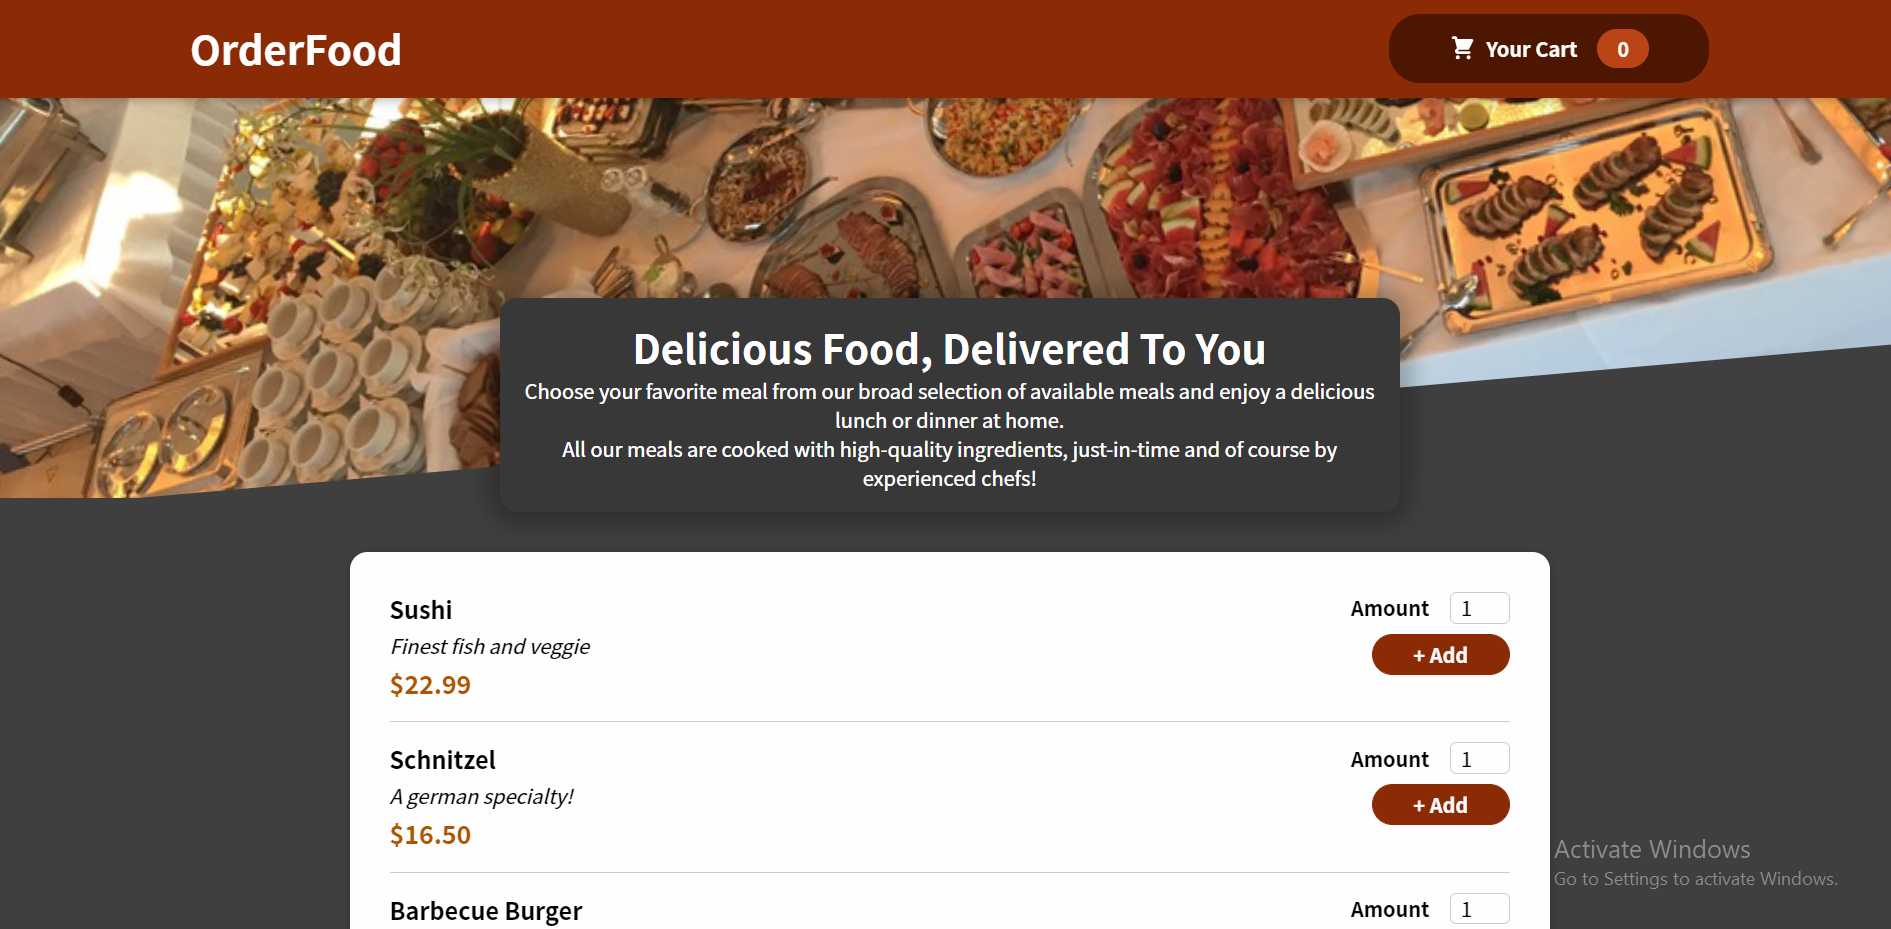 OrderFood
Your Cart 0
Delicious Food, Delivered To You
Choose your favorite meal from our broad selection of available meals and enjoy a delicious
lunch or dinner at home.
All our meals are cooked with high-quality ingredients, just-in-time and of course by
experienced chefs!
Sushi
Finest fish and veggie
$22.99
Amount 1
+ Add
Schnitzel
A german specialty!
$16.50
Amount 1
+ Add
Barbecue Burger
Amount 1
Activate Windows
Go to Settings to activate Windows.